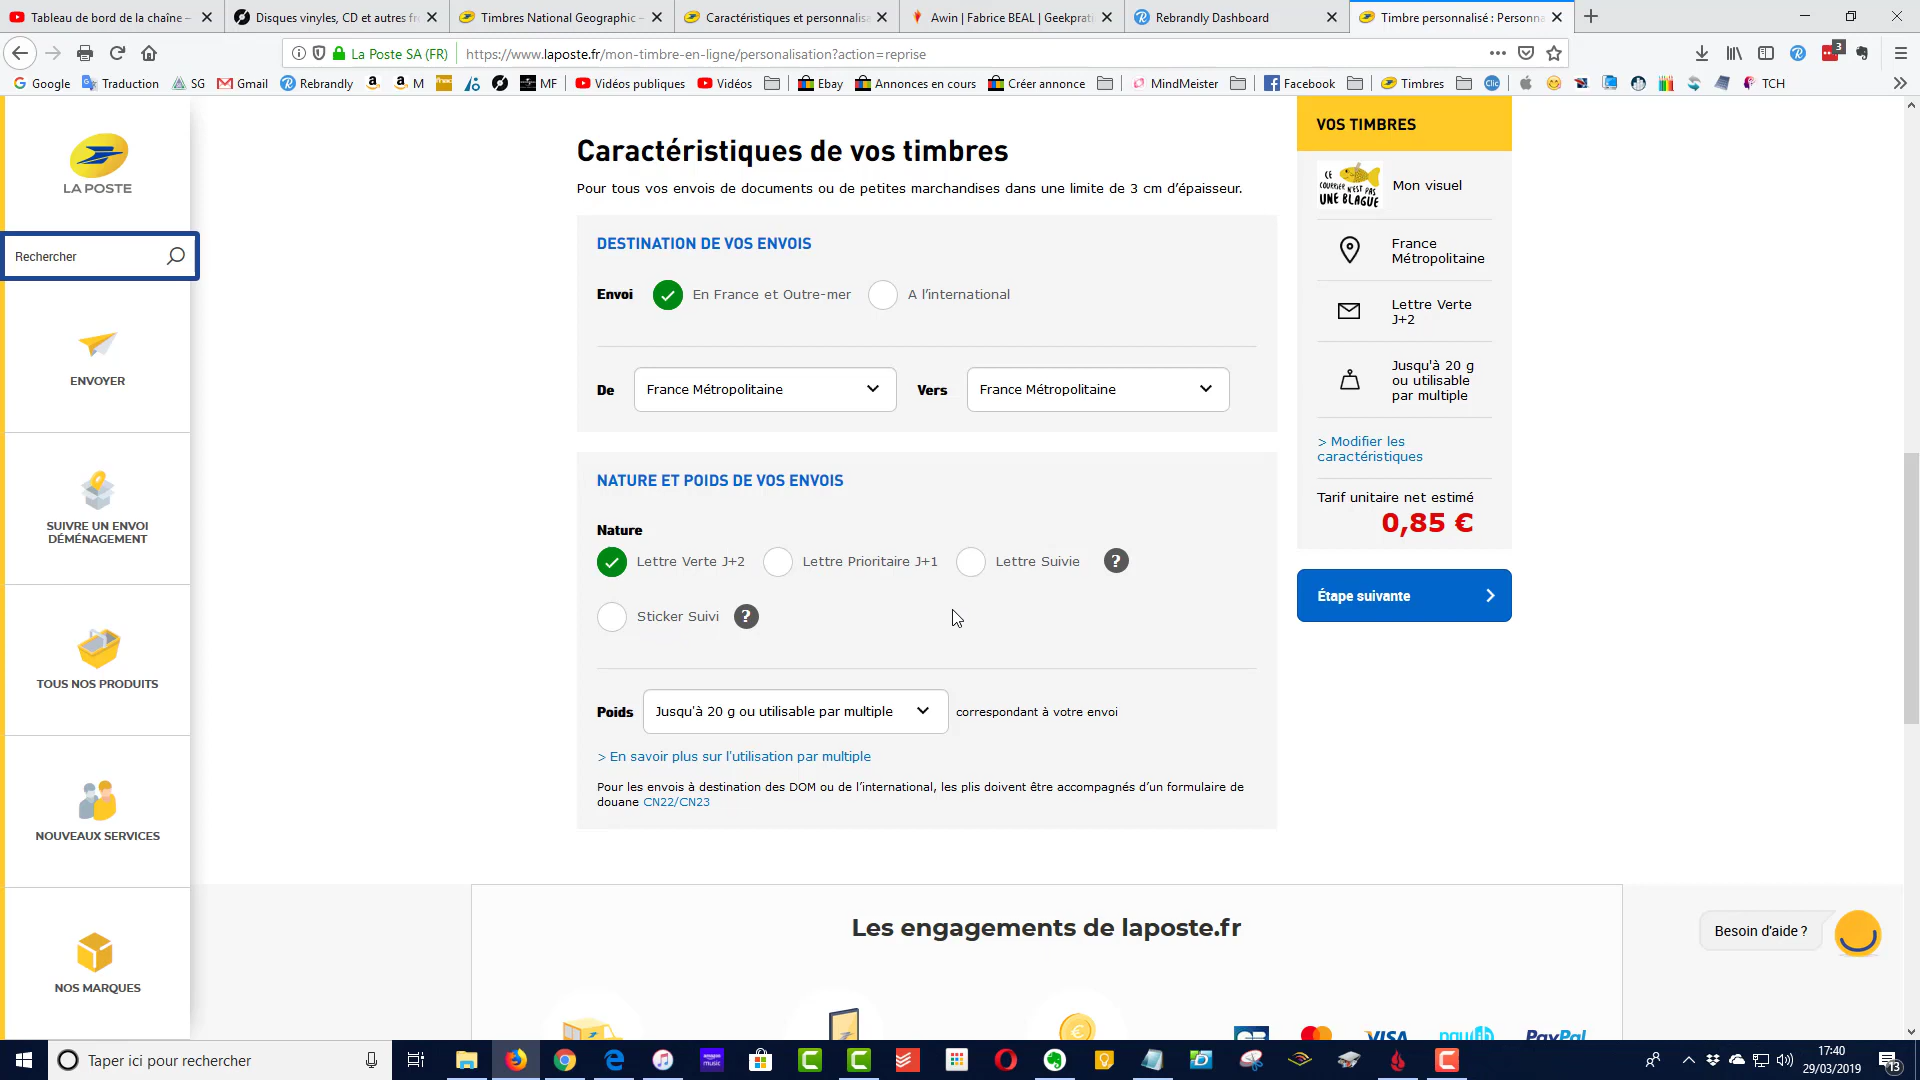 Tableau de bord de la chaîne –
Disques vinyles, CD et autres fr
Timbres National Geographic –
Caractéristiques et personnalis
Awin | Fabrice BEAL | Geekprati
Rebrandly Dashboard
Timbre personnalisé : Personna
La Poste SA (FR)
https://www.laposte.fr/mon-timbre-en-ligne/personalisation?action=reprise
3
Google
Traduction
SG
Gmail
Rebrandly
M
MF
Vidéos publiques
Vidéos
Ebay
Annonces en cours
Créer annonce
MindMeister
Facebook
Timbres
TCH
LA POSTE
Rechercher
ENVOYER
SUIVRE UN ENVOI
DÉMÉNAGEMENT
TOUS NOS PRODUITS
NOUVEAUX SERVICES
NOS MARQUES
Caractéristiques de vos timbres
Pour tous vos envois de documents ou de petites marchandises dans une limite de 3 cm d’épaisseur.
DESTINATION DE VOS ENVOIS
Envoi
En France et Outre-mer
A l’international
De
France Métropolitaine
Vers
France Métropolitaine
NATURE ET POIDS DE VOS ENVOIS
Nature
Lettre Verte J+2
Lettre Prioritaire J+1
Lettre Suivie
?
Sticker Suivi
?
Poids
Jusqu'à 20 g ou utilisable par multiple
correspondant à votre envoi
> En savoir plus sur l'utilisation par multiple
Pour les envois à destination des DOM ou de l’international, les plis doivent être accompagnés d’un formulaire de
douane CN22/CN23
VOS TIMBRES
CE
COURRIER N'EST PAS
UNE BLAGUE
Mon visuel
France
Métropolitaine
Lettre Verte
J+2
Jusqu'à 20 g
ou utilisable
par multiple
> Modifier les
caractéristiques
Tarif unitaire net estimé
0,85 €
Étape suivante
Les engagements de laposte.fr
Besoin d'aide ?
VISA
PayPal
Taper ici pour rechercher
17:40
29/03/2019
13